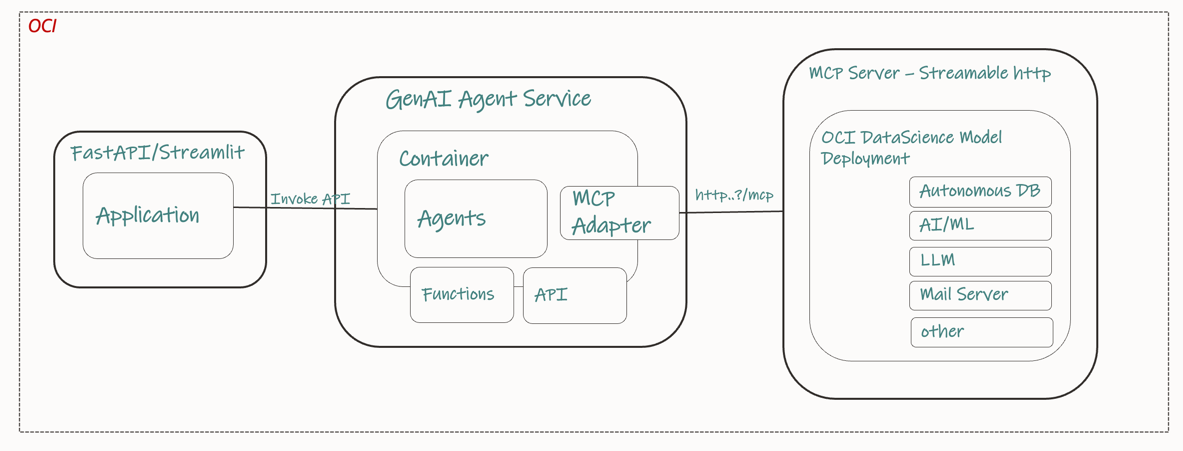 OCI
FastAPI/Streamlit
Application
Invoke API
GenAI Agent Service
Container
Agents
MCP
Adapter
Functions
API
http..?/mcp
MCP Server – Streamable http
OCI DataScience Model
Deployment
Autonomous DB
AI/ML
LLM
Mail Server
other